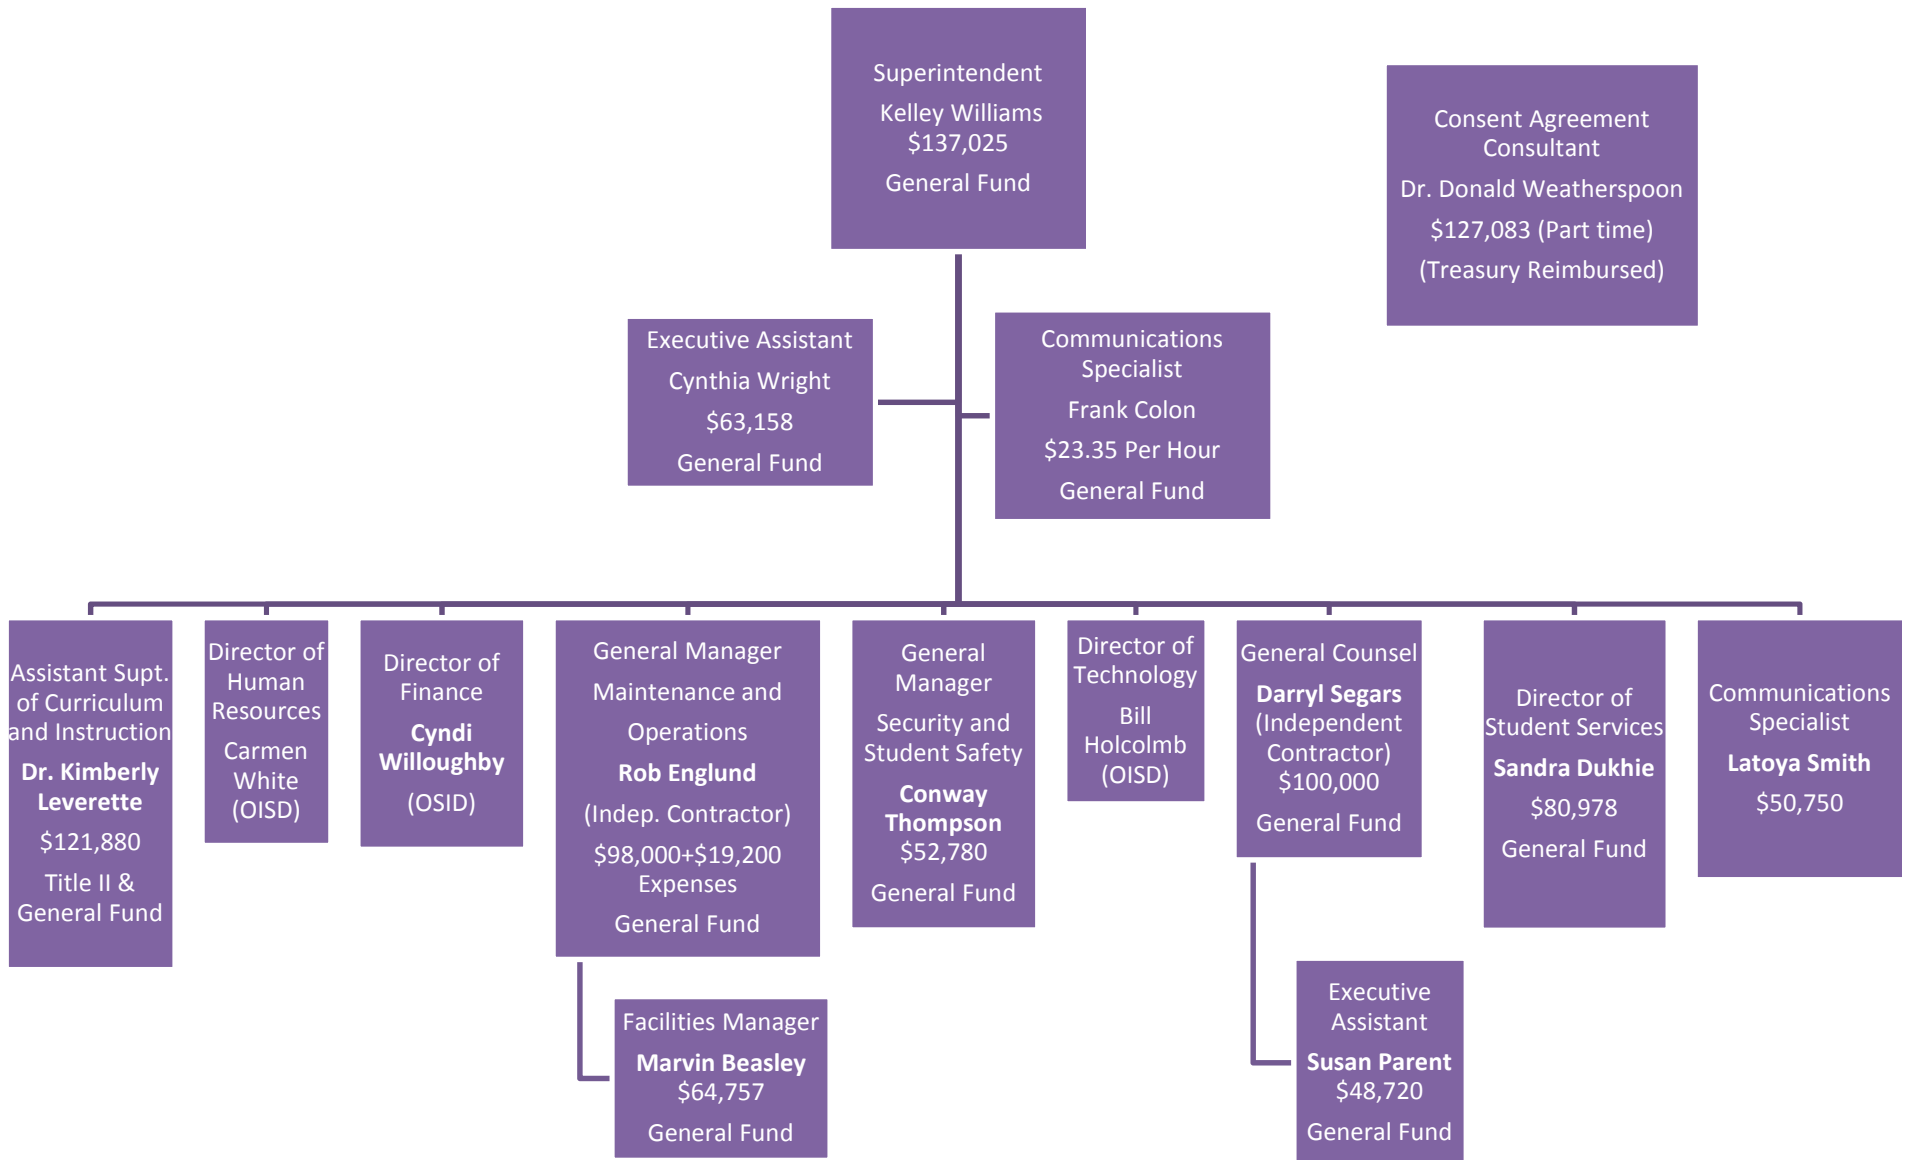 Superintendent
Kelley Williams
$137,025
General Fund
Consent Agreement
Consultant
Dr. Donald Weatherspoon
$127,083 (Part time)
(Treasury Reimbursed)
Executive Assistant
Cynthia Wright
$63,158
General Fund
Communications
Specialist
Frank Colon
$23.35 Per Hour
General Fund
Assistant Supt.
of Curriculum
and Instruction
Dr. Kimberly
Leverette
$121,880
Title II &
General Fund
Director of
Human
Resources
Carmen
White
(OISD)
Director of
Finance
Cyndi
Willoughby
(OSID)
General Manager
Maintenance and
Operations
Rob Englund
(Indep. Contractor)
$98,000+$19,200
Expenses
General Fund
General
Manager
Security and
Student Safety
Conway
Thompson
$52,780
General Fund
Director of
Technology
Bill
Holcolmb
(OISD)
General Counsel
Darryl Segars
(Independent
Contractor)
$100,000
General Fund
Director of
Student Services
Sandra Dukhie
$80,978
General Fund
Communications
Specialist
Latoya Smith
$50,750
Facilities Manager
Marvin Beasley
$64,757
General Fund
Executive
Assistant
Susan Parent
$48,720
General Fund